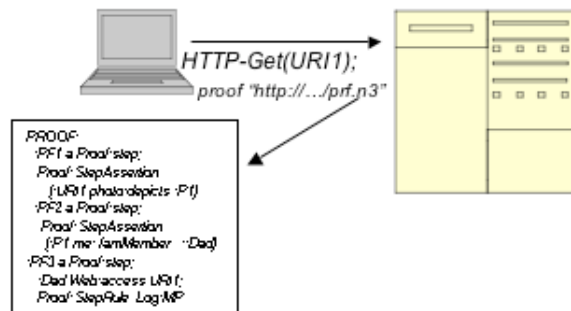 HTTP-Get(URI1);
proof "http://.../prf.n3"
PROOF:
:PF1 a Proof:step;
Proof:StepAssertion
{:URI1 photo:depicts :P1}
:PF2 a Proof:step;
Proof:StepAssertion
{:P1 me: famMember :Dad}
:PF3 a Proof:step;
:Dad Web:access URI1;
Proof:StepRule Log:MP